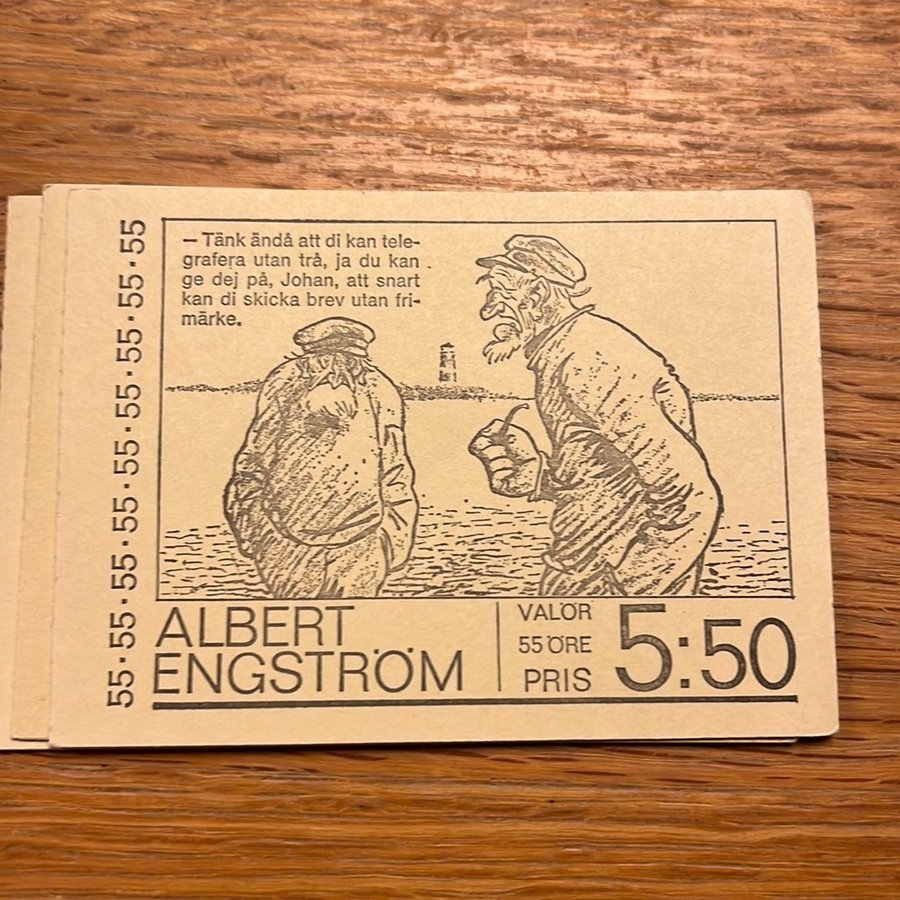 — Tänk ändå att di kan tele-
grafera utan trå, ja du kan
ge dej på, Johan, att snart
kan di skicka brev utan fri-
märke.
55·55·55·55·55·55·55·55
ALBERT
ENGSTRÖM
VALÖR
55 ÖRE
PRIS
5:50